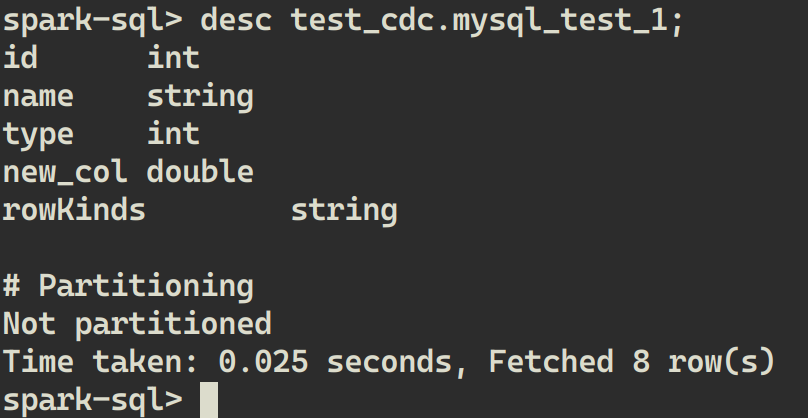 spark-sql> desc test_cdc.mysql_test_1;
id      int
name    string
type    int
new_col double
rowKinds        string

# Partitioning
Not partitioned
Time taken: 0.025 seconds, Fetched 8 row(s)
spark-sql>